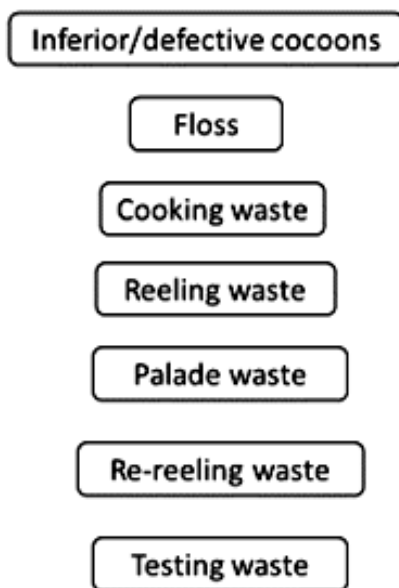 Inferior/defective cocoons
Floss
Cooking waste
Reeling waste
Palade waste
Re-reeling waste
Testing waste